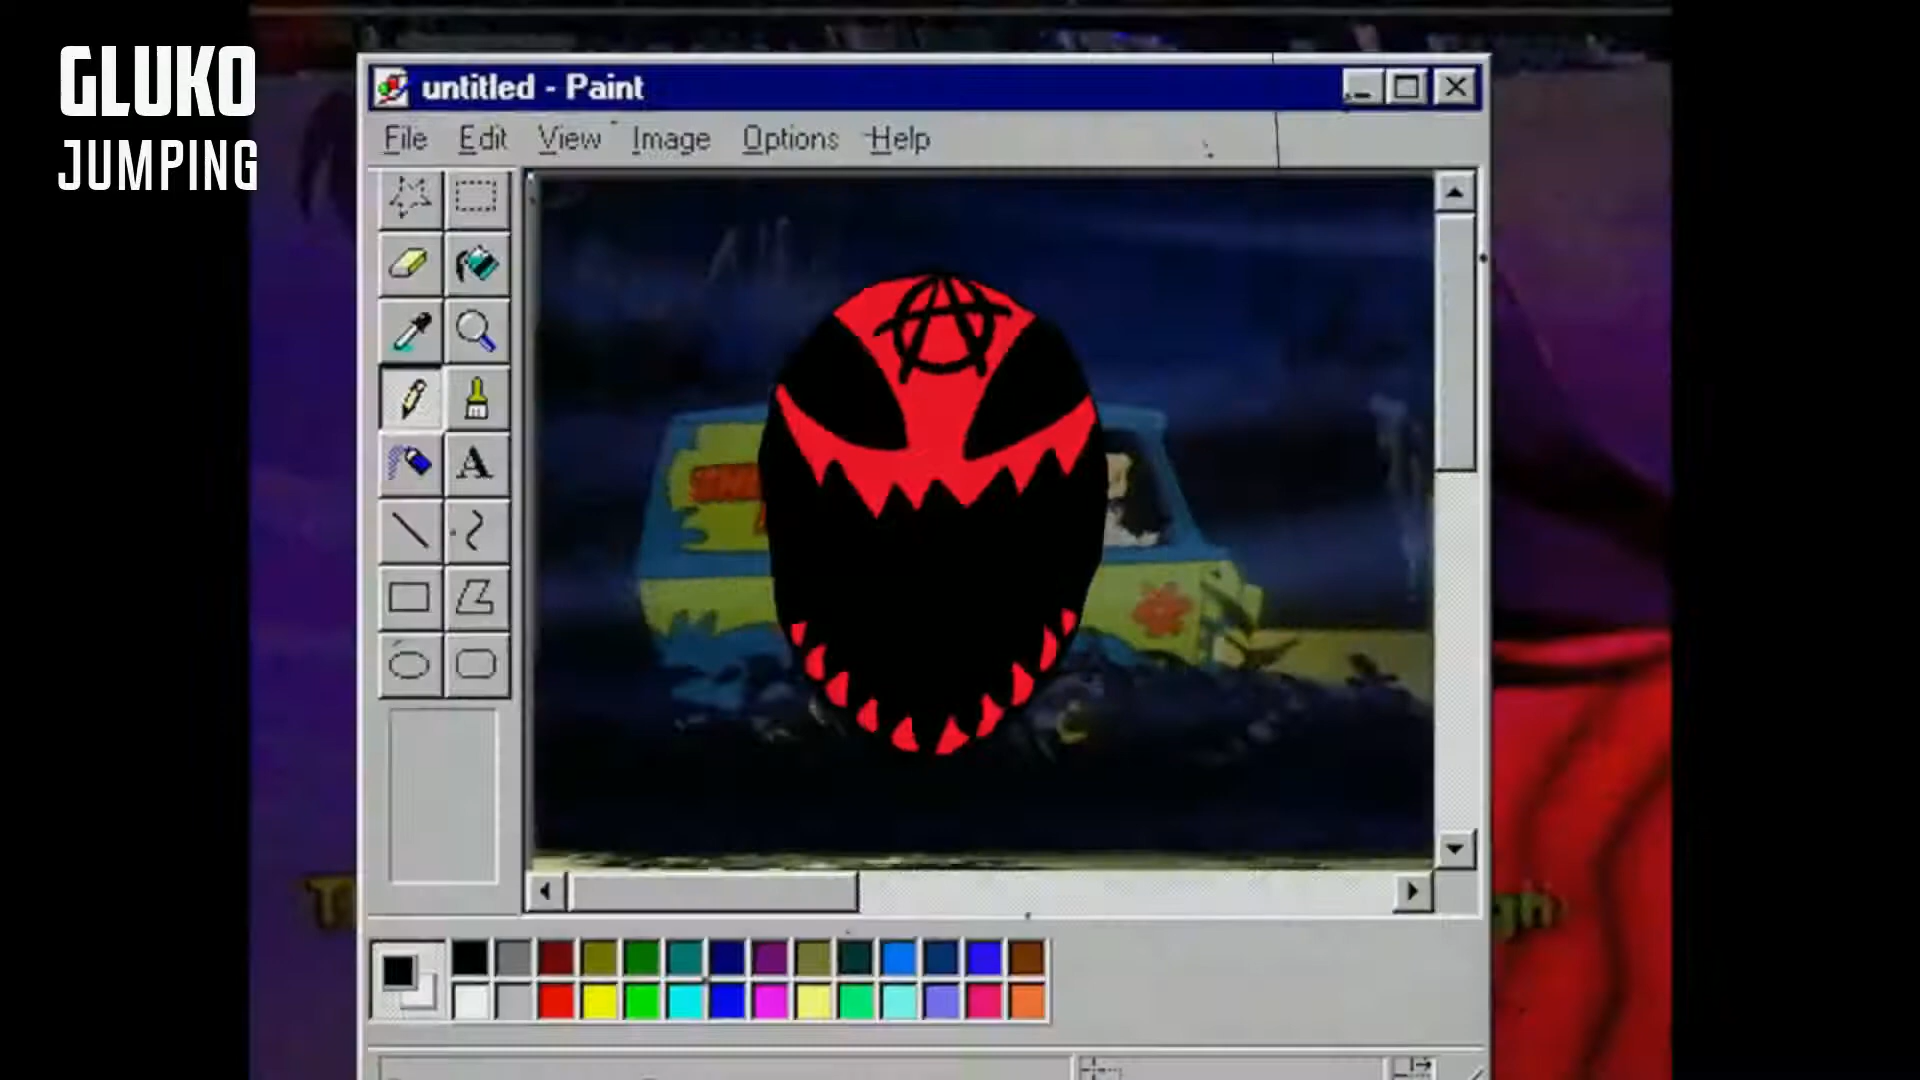 GLUKO
JUMPING
untitled - Paint
File Edit View Image Options Help
A